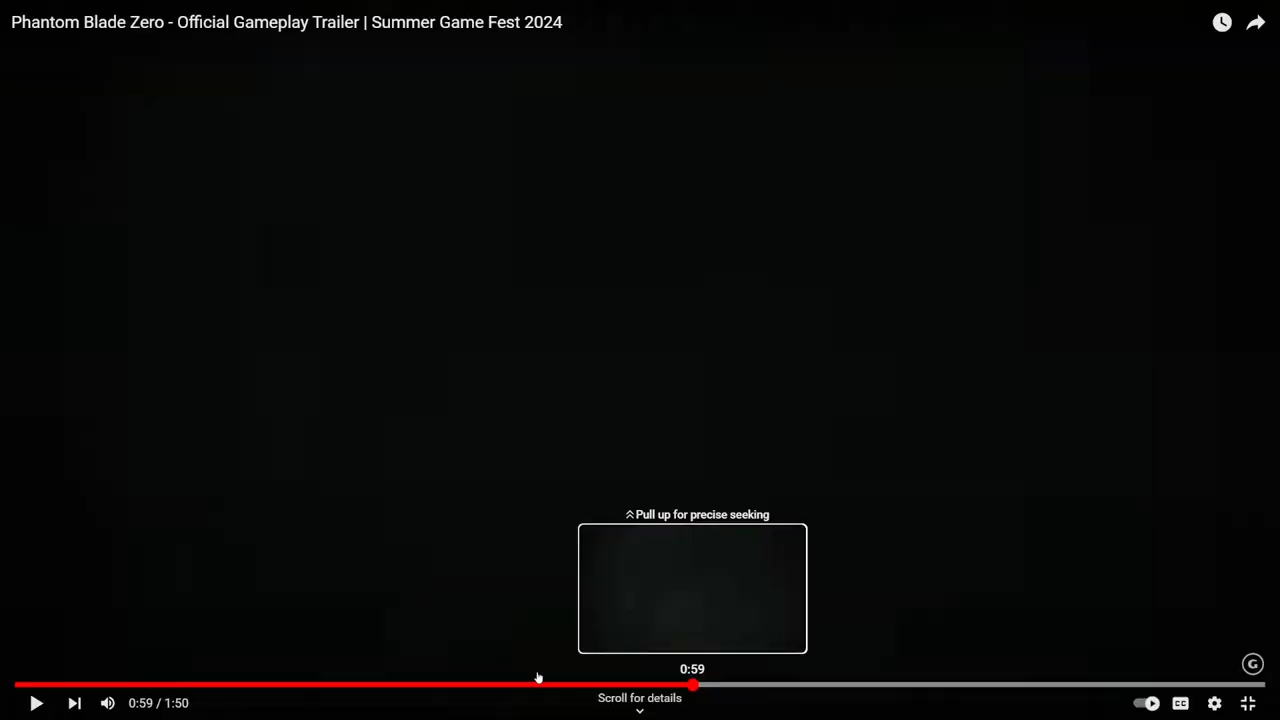 Phantom Blade Zero - Official Gameplay Trailer | Summer Game Fest 2024
Pull up for precise seeking
0:59
G
Scroll for details
0:59 / 1:50
CC